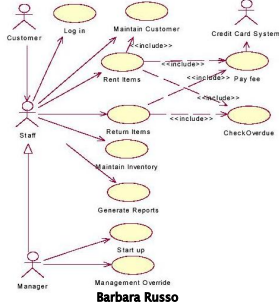 Customer
Log in
Maintain Customer
Credit Card System
<<include>>
Rent Items
<<include>>
<<include>>
Pay fee
<<include>>
Staff
Return Items
<<include>>
CheckOverdue
Maintain Inventory
Generate Reports
Start up
Manager
Management Override
Barbara Russo